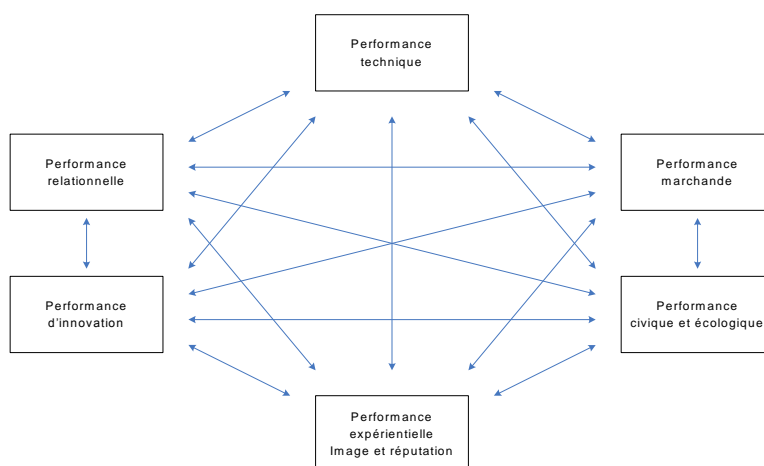 Performance
technique
Performance
relationnelle
Performance
marchande
Performance
d'innovation
Performance
civique et écologique
Performance
expérientielle
Image et réputation